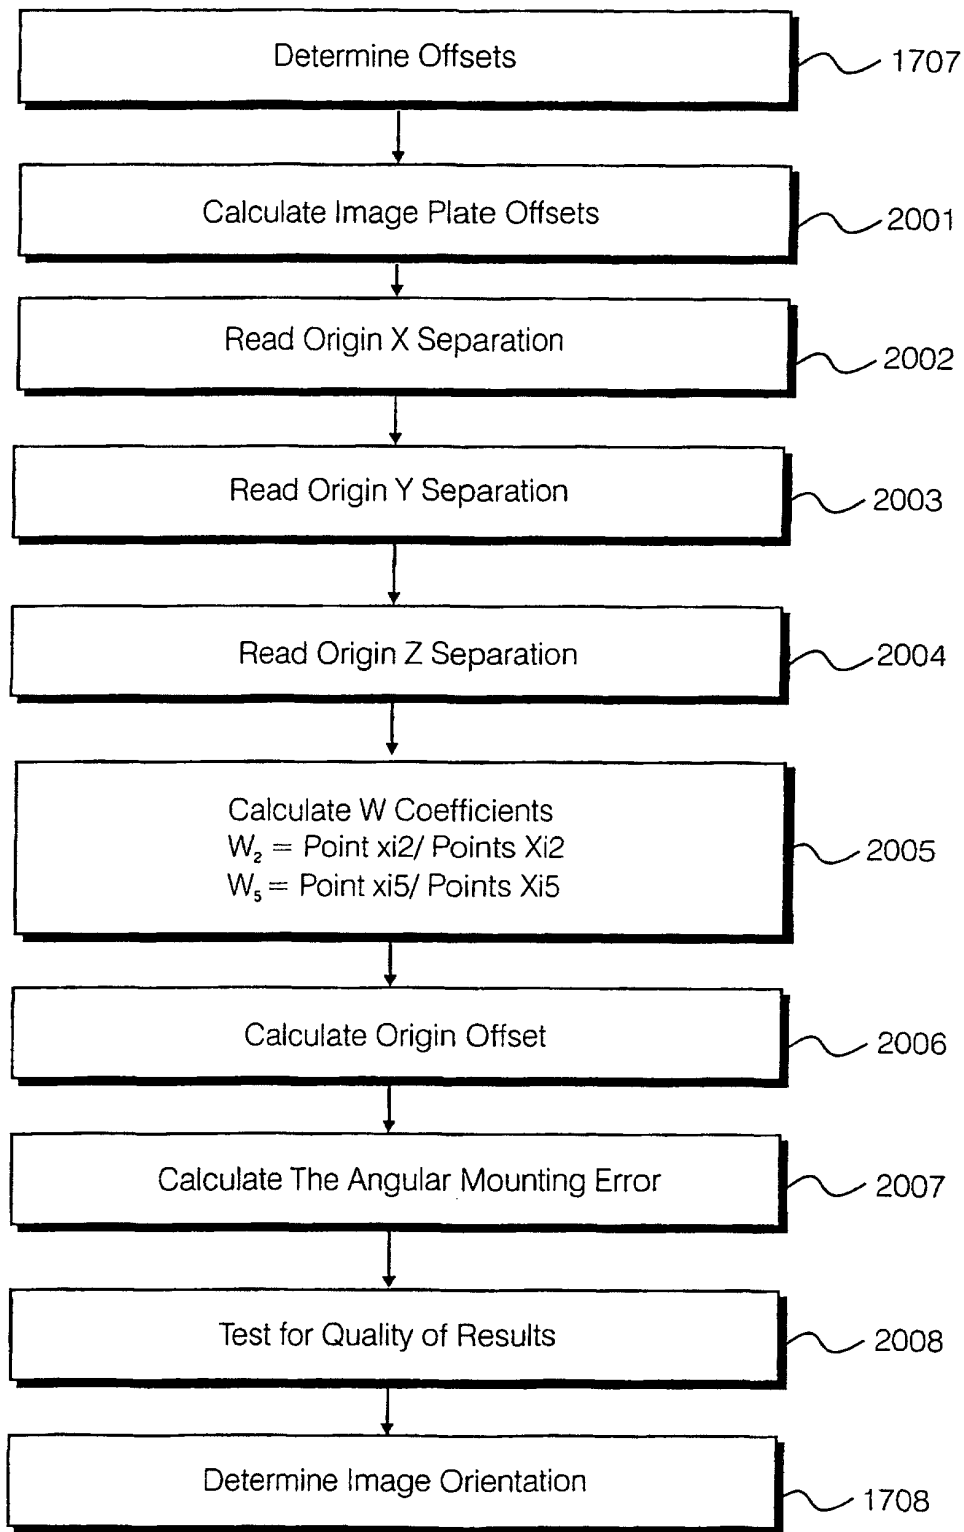 Determine Offsets
1707
Calculate Image Plate Offsets
2001
Read Origin X Separation
2002
Read Origin Y Separation
2003
Read Origin Z Separation
2004
Calculate W Coefficients
W₂ = Point xi2/ Points Xi2
W₅ = Point xi5/ Points Xi5
2005
Calculate Origin Offset
2006
Calculate The Angular Mounting Error
2007
Test for Quality of Results
2008
Determine Image Orientation
1708